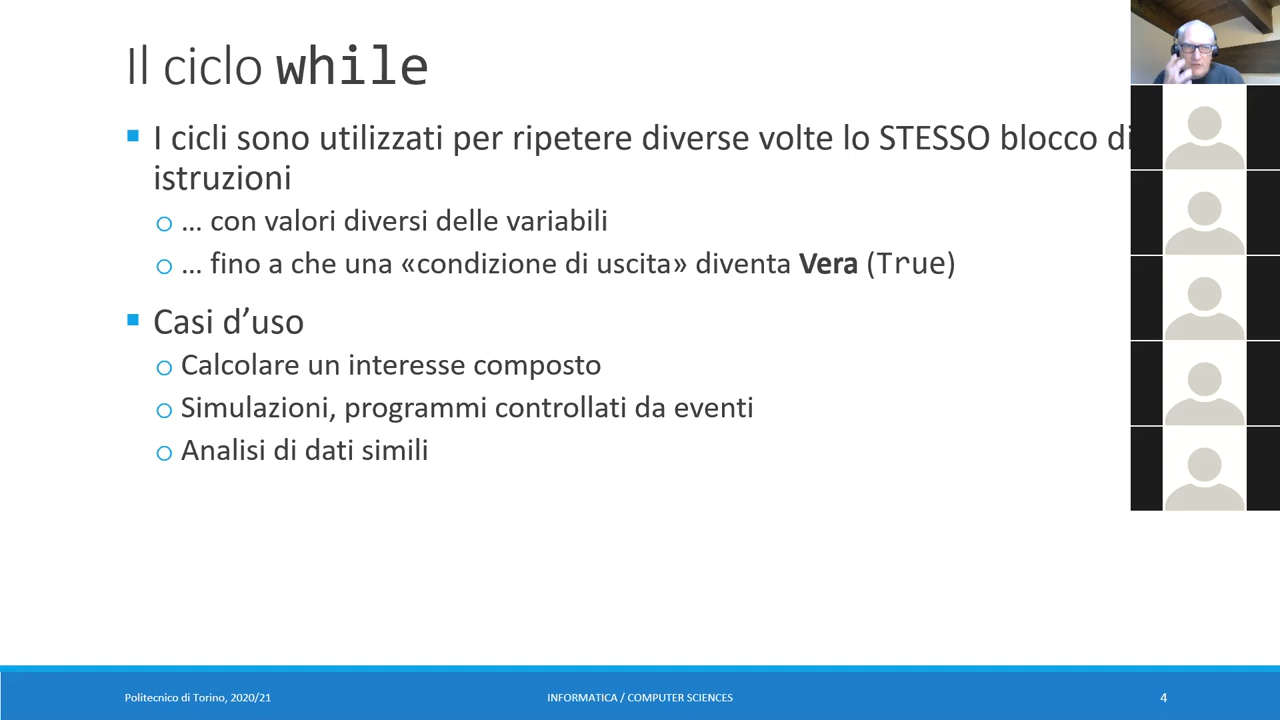 Il ciclo while
▪ I cicli sono utilizzati per ripetere diverse volte lo STESSO blocco di
istruzioni
o … con valori diversi delle variabili
o … fino a che una «condizione di uscita» diventa Vera (True)
▪ Casi d’uso
o Calcolare un interesse composto
o Simulazioni, programmi controllati da eventi
o Analisi di dati simili
Politecnico di Torino, 2020/21
INFORMATICA / COMPUTER SCIENCES
4